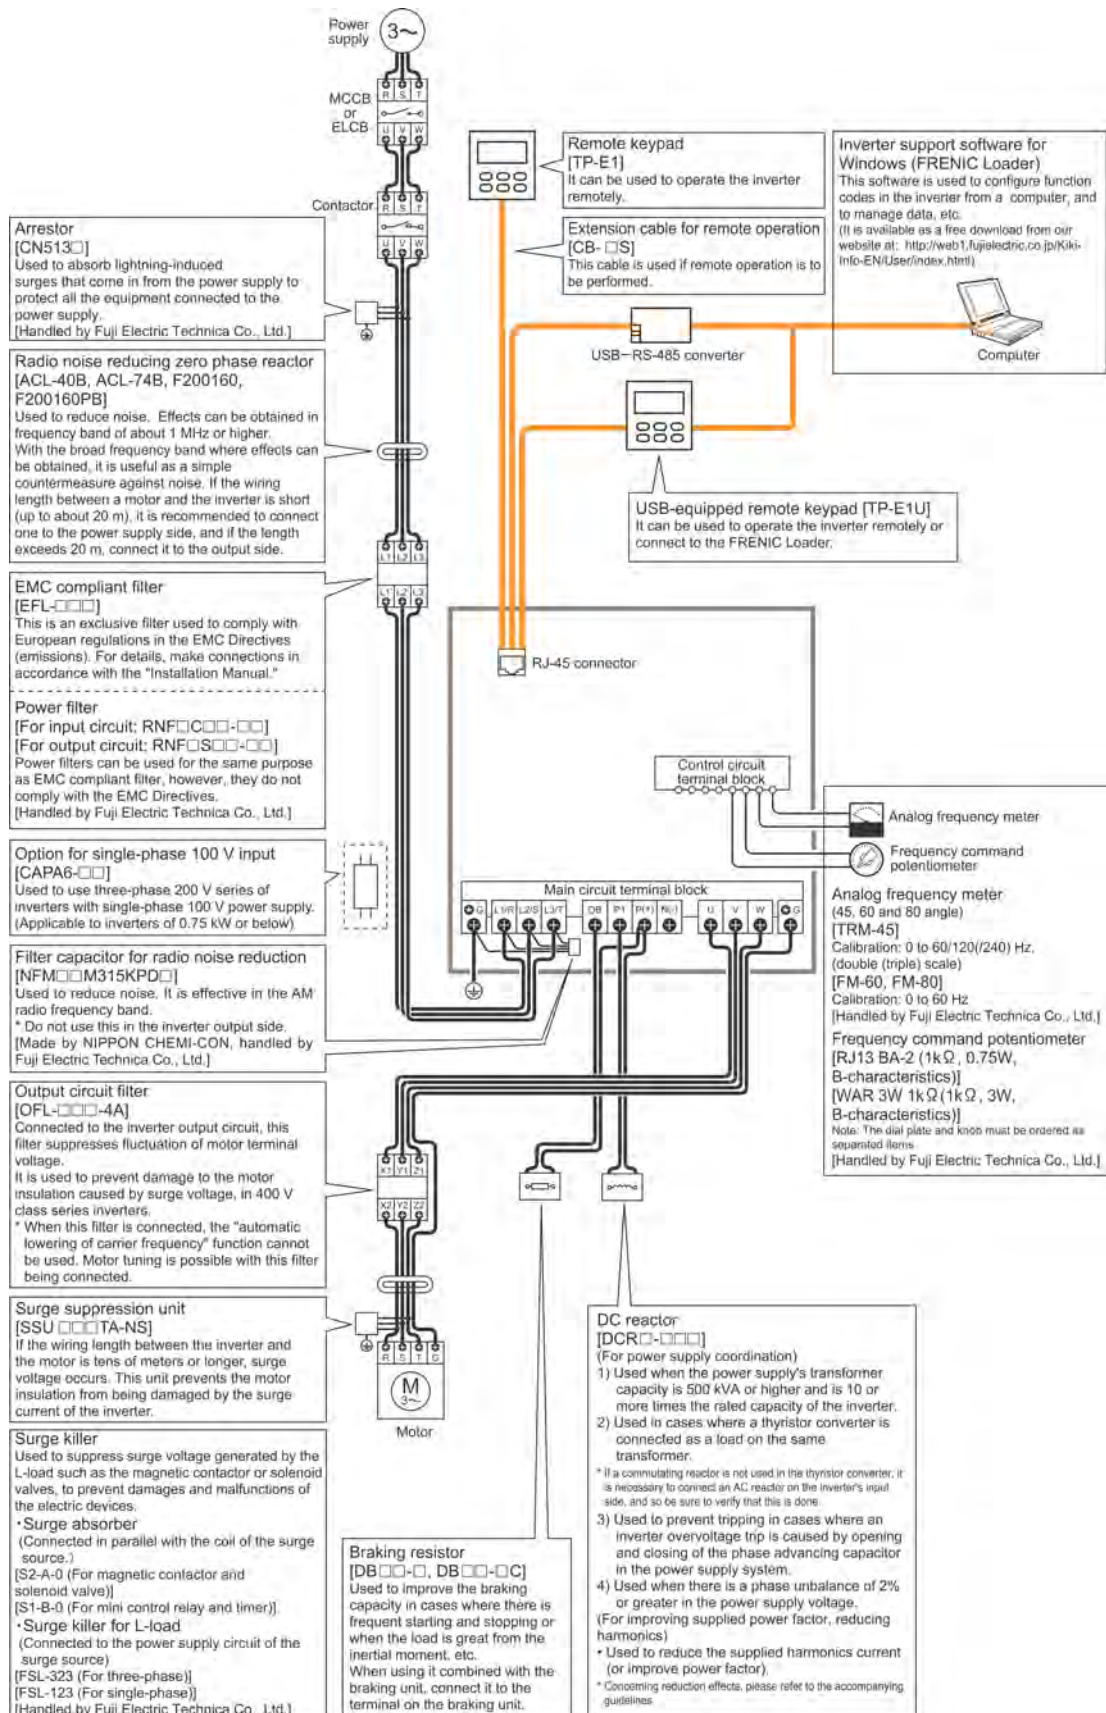 Power
supply
3~
R S T
MCCB
or
ELCB
U V W
Contactor
R S T
U V W
Remote keypad
[TP-E1]
It can be used to operate the inverter
remotely.
Extension cable for remote operation
[CB- □S]
This cable is used if remote operation is to
be performed.
Inverter support software for
Windows (FRENIC Loader)
This software is used to configure function
codes in the inverter from a computer, and
to manage data, etc.
(It is available as a free download from our
website at: http://web1.fujielectric.co.jp/Kiki-
Info-EN/User/index.html)
Computer
USB–RS-485 converter
USB-equipped remote keypad [TP-E1U]
It can be used to operate the inverter remotely or
connect to the FRENIC Loader.
Arrestor
[CN513□]
Used to absorb lightning-induced
surges that come in from the power supply to
protect all the equipment connected to the
power supply.
[Handled by Fuji Electric Technica Co., Ltd.]
Radio noise reducing zero phase reactor
[ACL-40B, ACL-74B, F200160,
F200160PB]
Used to reduce noise. Effects can be obtained in
frequency band of about 1 MHz or higher.
With the broad frequency band where effects can
be obtained, it is useful as a simple
countermeasure against noise. If the wiring
length between a motor and the inverter is short
(up to about 20 m), it is recommended to connect
one to the power supply side, and if the length
exceeds 20 m, connect it to the output side.
L1 L2 L3
L1' L2' L3'
EMC compliant filter
[EFL-□□□]
This is an exclusive filter used to comply with
European regulations in the EMC Directives
(emissions). For details, make connections in
accordance with the "Installation Manual."
Power filter
[For input circuit: RNF□C□□-□□]
[For output circuit: RNF□S□□-□□]
Power filters can be used for the same purpose
as EMC compliant filter, however, they do not
comply with the EMC Directives.
[Handled by Fuji Electric Technica Co., Ltd.]
Option for single-phase 100 V input
[CAPA6-□□]
Used to use three-phase 200 V series of
inverters with single-phase 100 V power supply.
(Applicable to inverters of 0.75 kW or below)
Filter capacitor for radio noise reduction
[NFM□□M315KPD□]
Used to reduce noise. It is effective in the AM
radio frequency band.
* Do not use this in the inverter output side.
[Made by NIPPON CHEMI-CON, handled by
Fuji Electric Technica Co., Ltd.]
RJ-45 connector
Control circuit
terminal block
Main circuit terminal block
G L1/R L2/S L3/T DB P1 P(+) N(-) U V W G
Analog frequency meter
Frequency command
potentiometer
Analog frequency meter
(45, 60 and 80 angle)
[TRM-45]
Calibration: 0 to 60/120(/240) Hz,
(double (triple) scale)
[FM-60, FM-80]
Calibration: 0 to 60 Hz
[Handled by Fuji Electric Technica Co., Ltd.]
Frequency command potentiometer
[RJ13 BA-2 (1kΩ, 0.75W,
B-characteristics)]
[WAR 3W 1kΩ(1kΩ, 3W,
B-characteristics)]
Note: The dial plate and knob must be ordered as
separated items
[Handled by Fuji Electric Technica Co., Ltd.]
Output circuit filter
[OFL-□□□-4A]
Connected to the inverter output circuit, this
filter suppresses fluctuation of motor terminal
voltage.
It is used to prevent damage to the motor
insulation caused by surge voltage, in 400 V
class series inverters.
* When this filter is connected, the "automatic
lowering of carrier frequency" function cannot
be used. Motor tuning is possible with this filter
being connected.
X1 Y1 Z1
X2 Y2 Z2
Surge suppression unit
[SSU □□□TA-NS]
If the wiring length between the inverter and
the motor is tens of meters or longer, surge
voltage occurs. This unit prevents the motor
insulation from being damaged by the surge
current of the inverter.
R S T G
M
3~
Motor
Surge killer
Used to suppress surge voltage generated by the
L-load such as the magnetic contactor or solenoid
valves, to prevent damages and malfunctions of
the electric devices.
・Surge absorber
(Connected in parallel with the coil of the surge
source.)
[S2-A-0 (For magnetic contactor and
solenoid valve)]
[S1-B-0 (For mini control relay and timer)]
・Surge killer for L-load
(Connected to the power supply circuit of the
surge source)
[FSL-323 (For three-phase)]
[FSL-123 (For single-phase)]
[Handled by Fuji Electric Technica Co., Ltd.]
Braking resistor
[DB□□-□, DB□□-□C]
Used to improve the braking
capacity in cases where there is
frequent starting and stopping or
when the load is great from the
inertial moment, etc.
When using it combined with the
braking unit, connect it to the
terminal on the braking unit.
DC reactor
[DCR□-□□□]
(For power supply coordination)
1) Used when the power supply's transformer
capacity is 500 kVA or higher and is 10 or
more times the rated capacity of the inverter.
2) Used in cases where a thyristor converter is
connected as a load on the same
transformer.
* If a commutating reactor is not used in the thyristor converter, it
is necessary to connect an AC reactor on the inverter's input
side, and so be sure to verify that this is done.
3) Used to prevent tripping in cases where an
inverter overvoltage trip is caused by opening
and closing of the phase advancing capacitor
in the power supply system.
4) Used when there is a phase unbalance of 2%
or greater in the power supply voltage.
(For improving supplied power factor, reducing
harmonics)
• Used to reduce the supplied harmonics current
(or improve power factor).
* Concerning reduction effects, please refer to the accompanying
guidelines